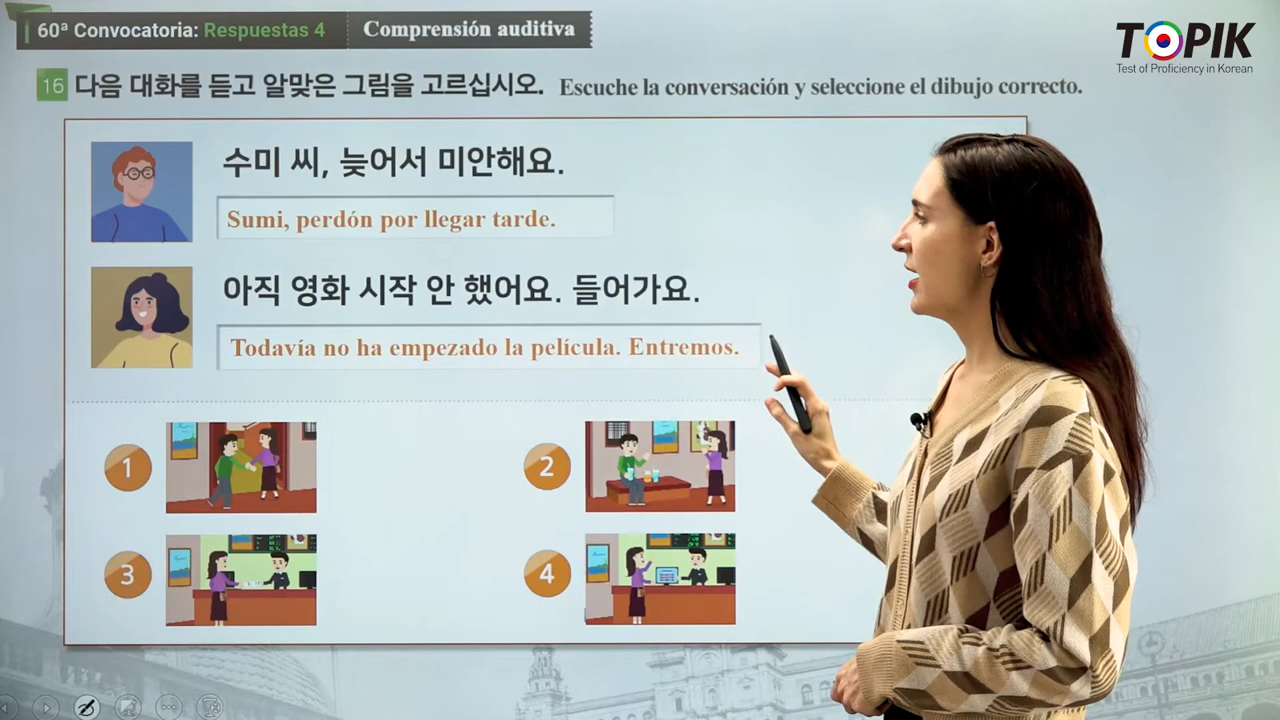 60ª Convocatoria: Respuestas 4
Comprensión auditiva
TOPIK
Test of Proficiency in Korean
16 다음 대화를 듣고 알맞은 그림을 고르십시오. Escuche la conversación y seleccione el dibujo correcto.
수미 씨, 늦어서 미안해요.
Sumi, perdón por llegar tarde.
아직 영화 시작 안 했어요. 들어가요.
Todavía no ha empezado la película. Entremos.
1
2
3
4